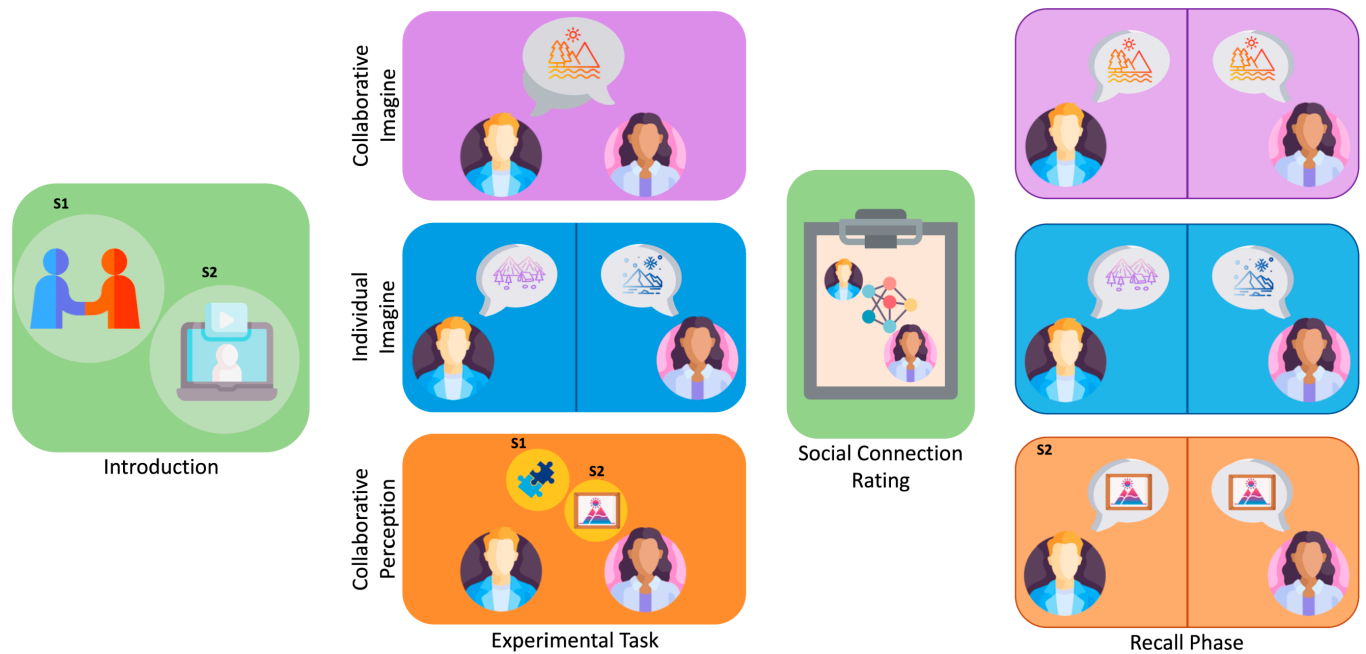 S1
S2
Introduction
Collaborative
Imagine
Individual
Imagine
Collaborative
Perception
S1
S2
Experimental Task
Social Connection
Rating
S2
Recall Phase